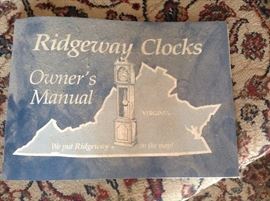 Ridgeway Clocks
Owner's
Manual
VIRGINIA
We put Ridgeway on the map!